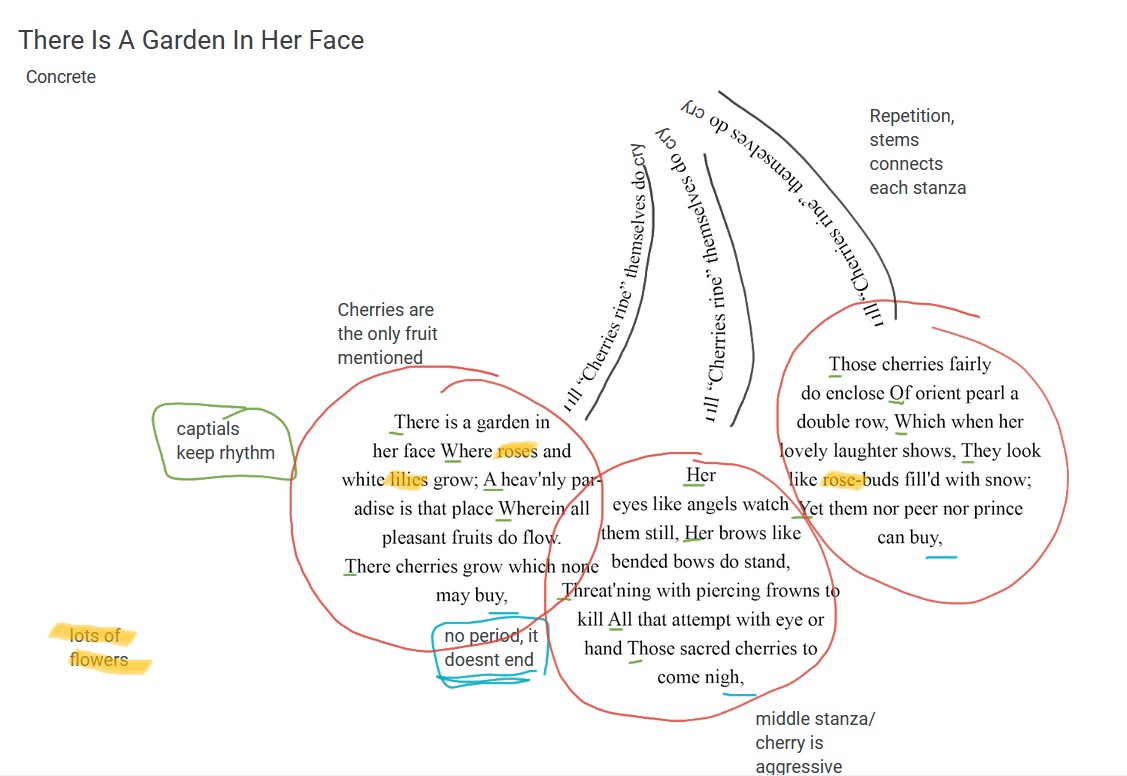 There Is A Garden In Her Face
Concrete
Repetition,
stems
connects
each stanza
Till “Cherries ripe” themselves do cry
Till “Cherries ripe” themselves do cry
Till “Cherries ripe” themselves do cry
Cherries are
the only fruit
mentioned
captials
keep rhythm
There is a garden in
her face Where roses and
white lilies grow; A heav'nly par-
adise is that place Wherein all
pleasant fruits do flow.
There cherries grow which none
may buy,
no period, it
doesnt end
lots of
flowers
Her
eyes like angels watch
them still, Her brows like
bended bows do stand,
Threat'ning with piercing frowns to
kill All that attempt with eye or
hand Those sacred cherries to
come nigh,
middle stanza/
cherry is
aggressive
Those cherries fairly
do enclose Of orient pearl a
double row, Which when her
lovely laughter shows, They look
like rose-buds fill'd with snow;
Yet them nor peer nor prince
can buy,